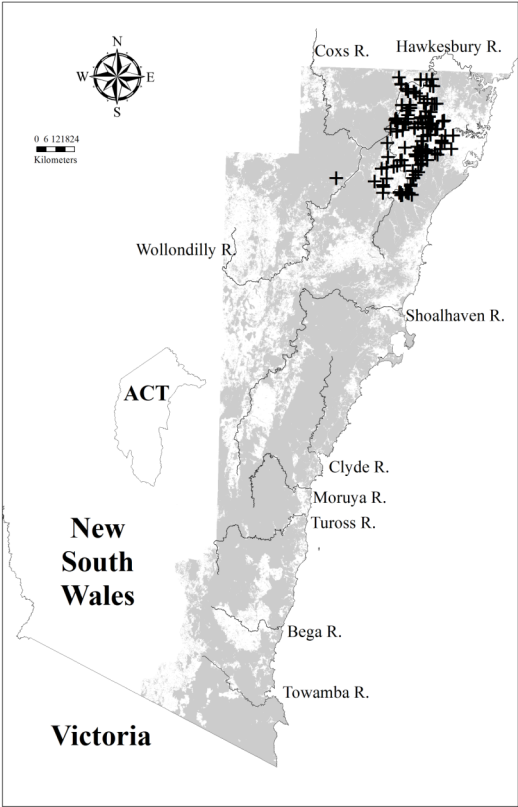 Coxs R.
Hawkesbury R.
N
W E
S
0 6 121824
Kilometers
Wollondilly R.
Shoalhaven R.
ACT
Clyde R.
Moruya R.
New
South
Wales
Tuross R.
Bega R.
Towamba R.
Victoria